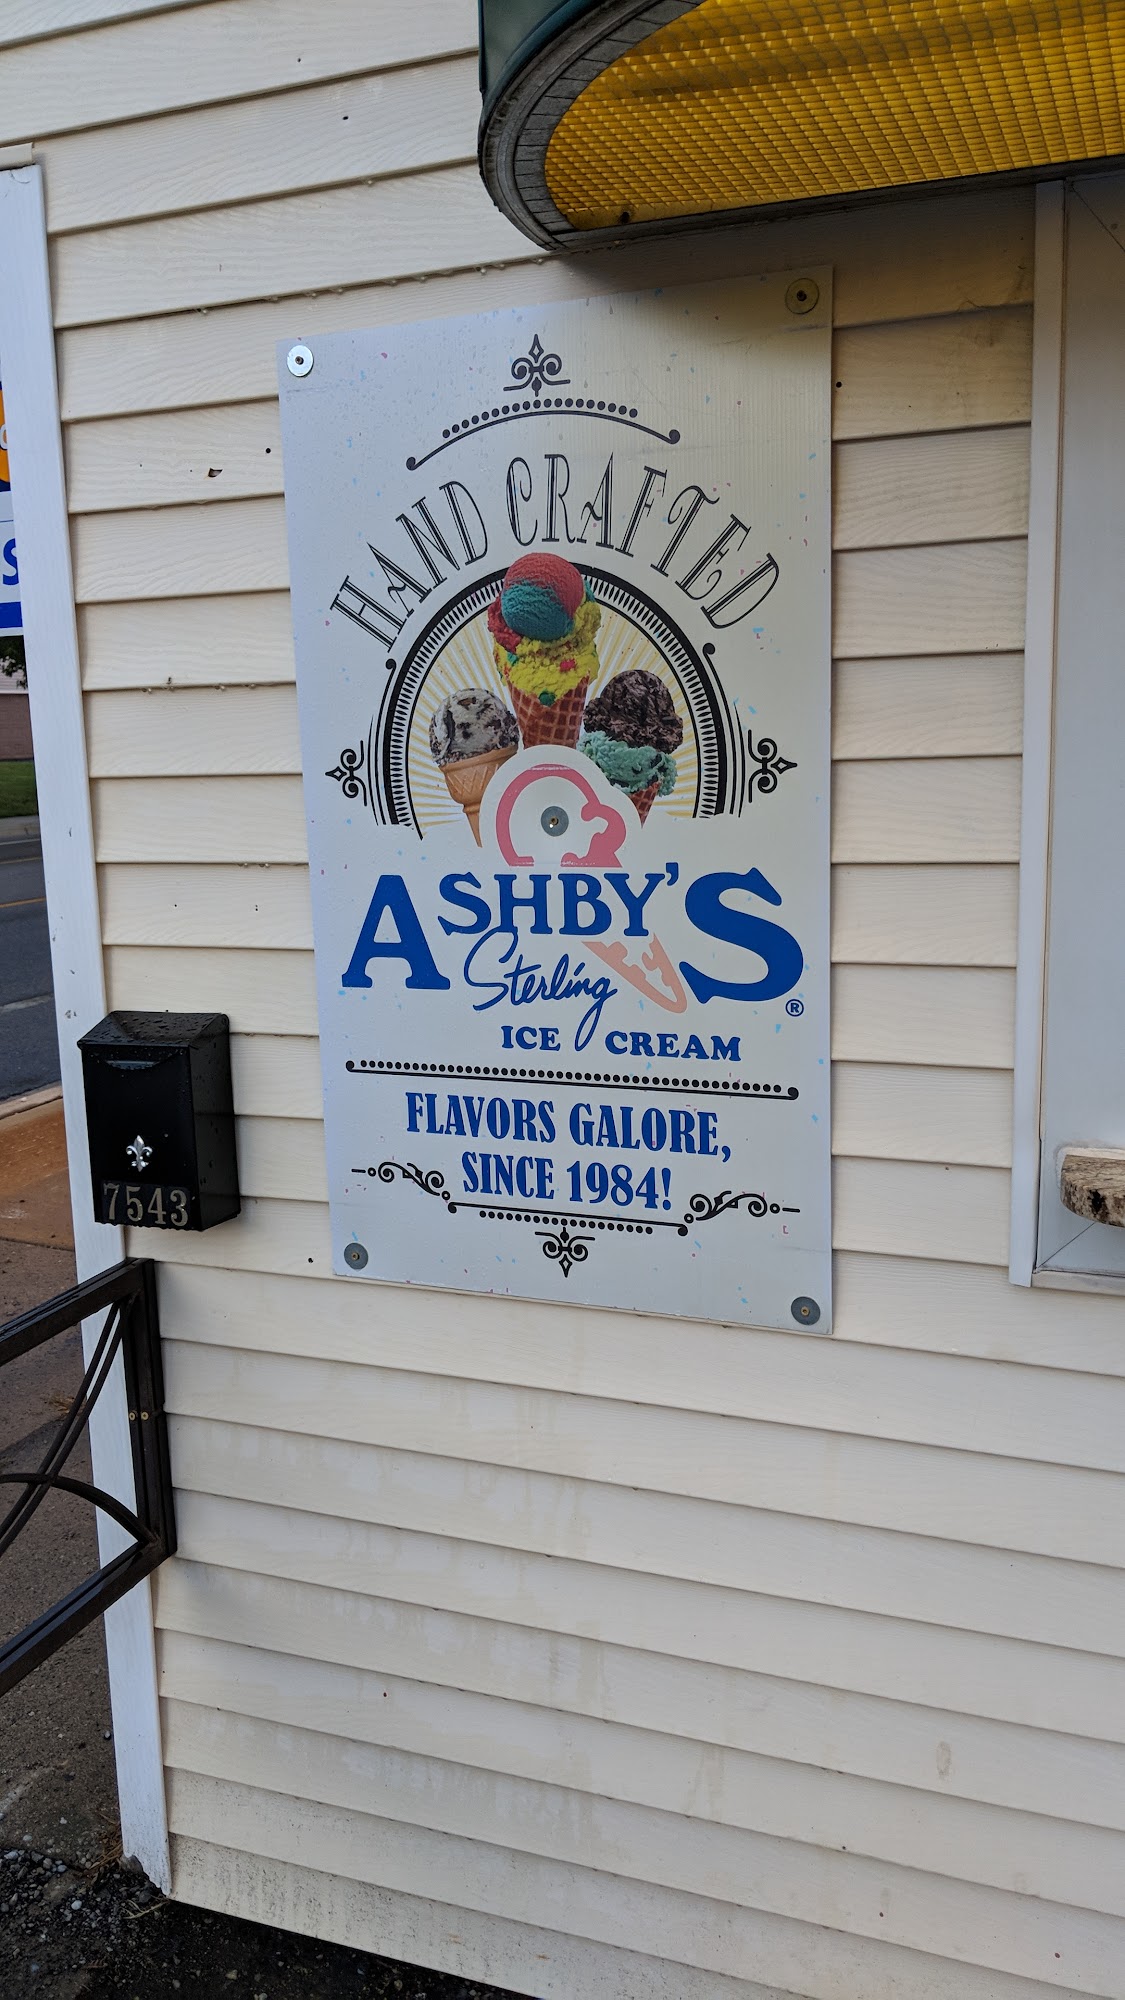 HAND CRAFTED
ASHBY'S
Sterling
ICE CREAM
®
FLAVORS GALORE,
SINCE 1984!
7543
S